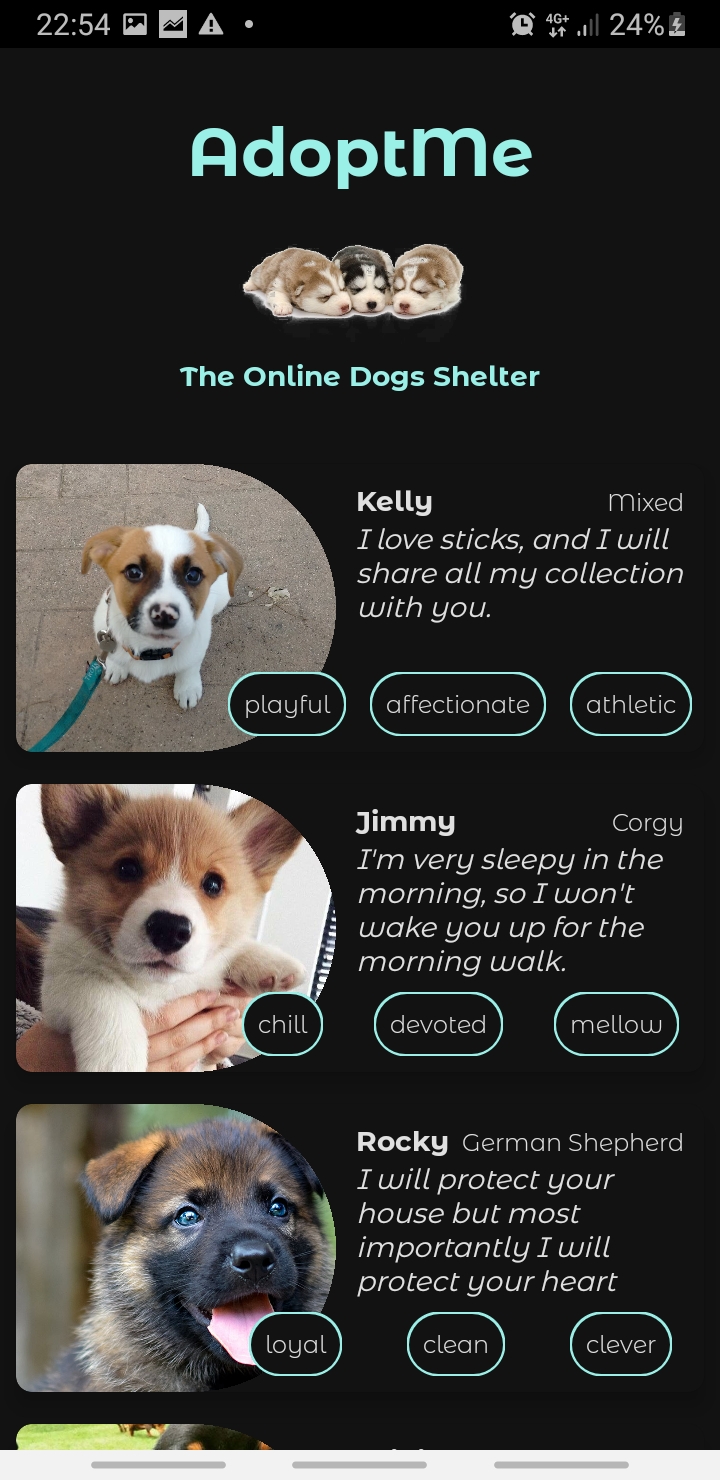 22:54 4G+ 24%
AdoptMe
The Online Dogs Shelter
Kelly Mixed
I love sticks, and I will
share all my collection
with you.
playful affectionate athletic
Jimmy Corgy
I'm very sleepy in the
morning, so I won't
wake you up for the
morning walk.
chill devoted mellow
Rocky German Shepherd
I will protect your
house but most
importantly I will
protect your heart
loyal clean clever